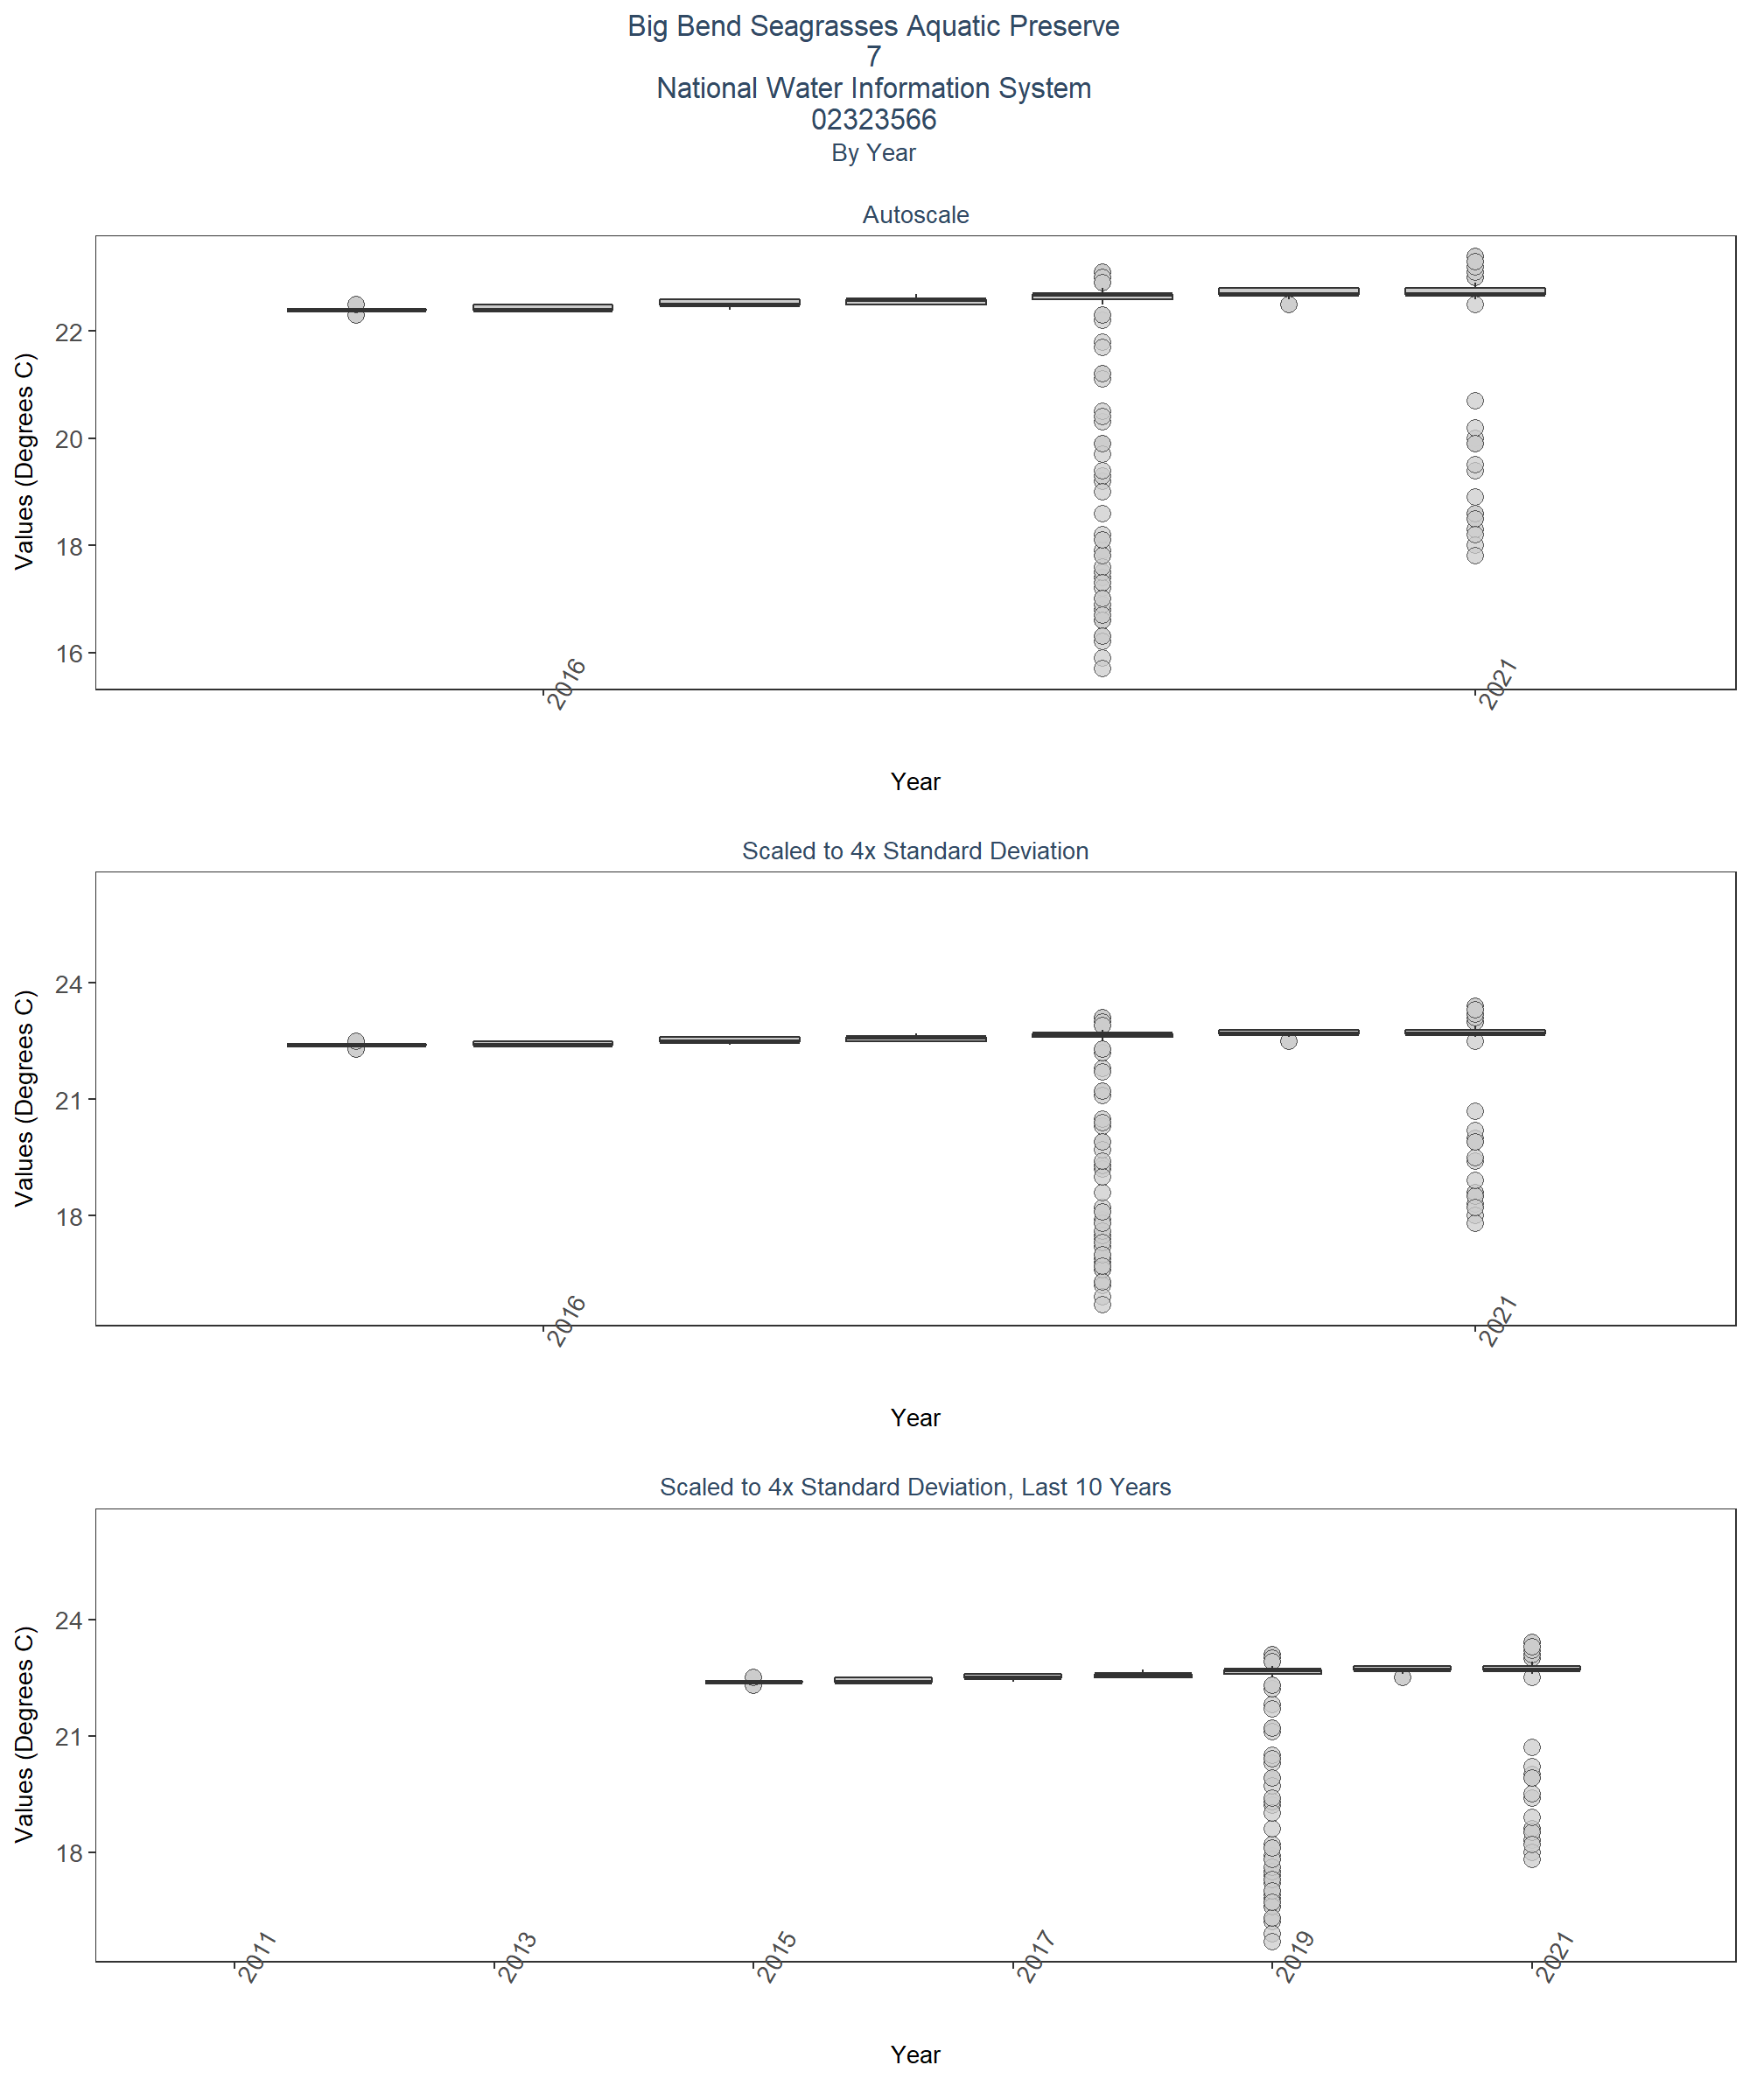 Big Bend Seagrasses Aquatic Preserve
7
National Water Information System
02323566
By Year
Autoscale
Values (Degrees C)
22
20
18
16
2016
2021
Year
Scaled to 4x Standard Deviation
Values (Degrees C)
24
21
18
2016
2021
Year
Scaled to 4x Standard Deviation, Last 10 Years
Values (Degrees C)
24
21
18
2011
2013
2015
2017
2019
2021
Year